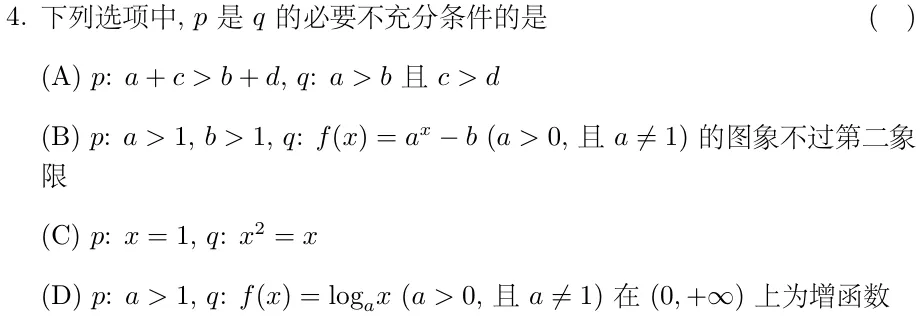 4. 下列选项中, p 是 q 的必要不充分条件的是 ( )
(A) p: a + c > b + d, q: a > b 且 c > d
(B) p: a > 1, b > 1, q: f(x) = aˣ − b (a > 0, 且 a ≠ 1) 的图象不过第二象
限
(C) p: x = 1, q: x² = x
(D) p: a > 1, q: f(x) = logₐx (a > 0, 且 a ≠ 1) 在 (0, +∞) 上为增函数